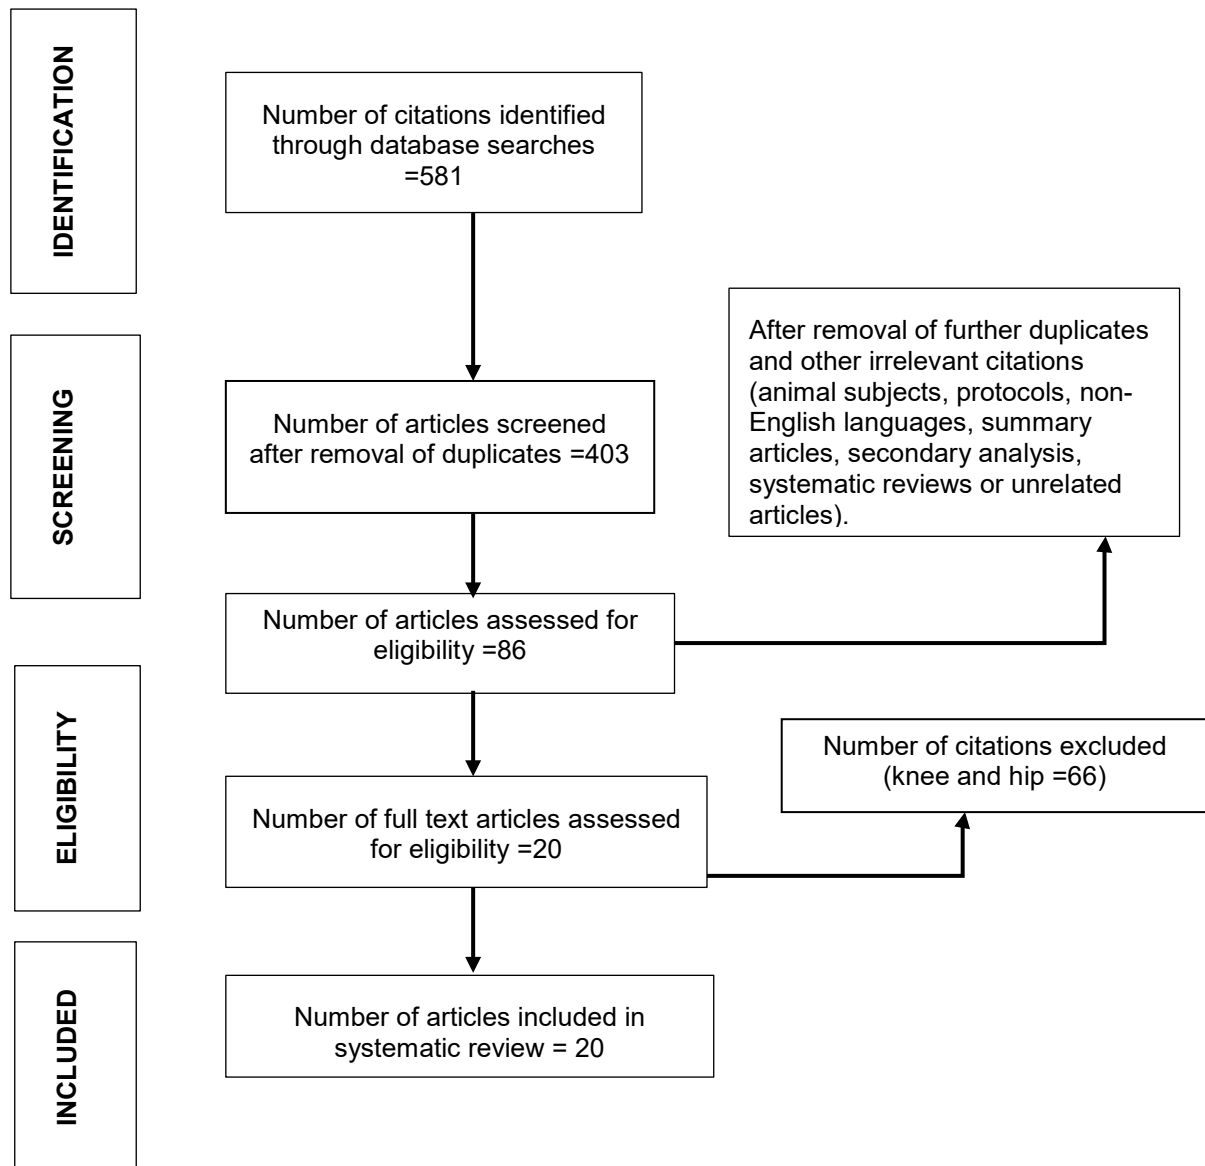 IDENTIFICATION
Number of citations identified
through database searches
=581
SCREENING
Number of articles screened
after removal of duplicates =403
After removal of further duplicates
and other irrelevant citations
(animal subjects, protocols, non-
English languages, summary
articles, secondary analysis,
systematic reviews or unrelated
articles).
Number of articles assessed for
eligibility =86
ELIGIBILITY
Number of citations excluded
(knee and hip =66)
Number of full text articles assessed
for eligibility =20
INCLUDED
Number of articles included in
systematic review = 20